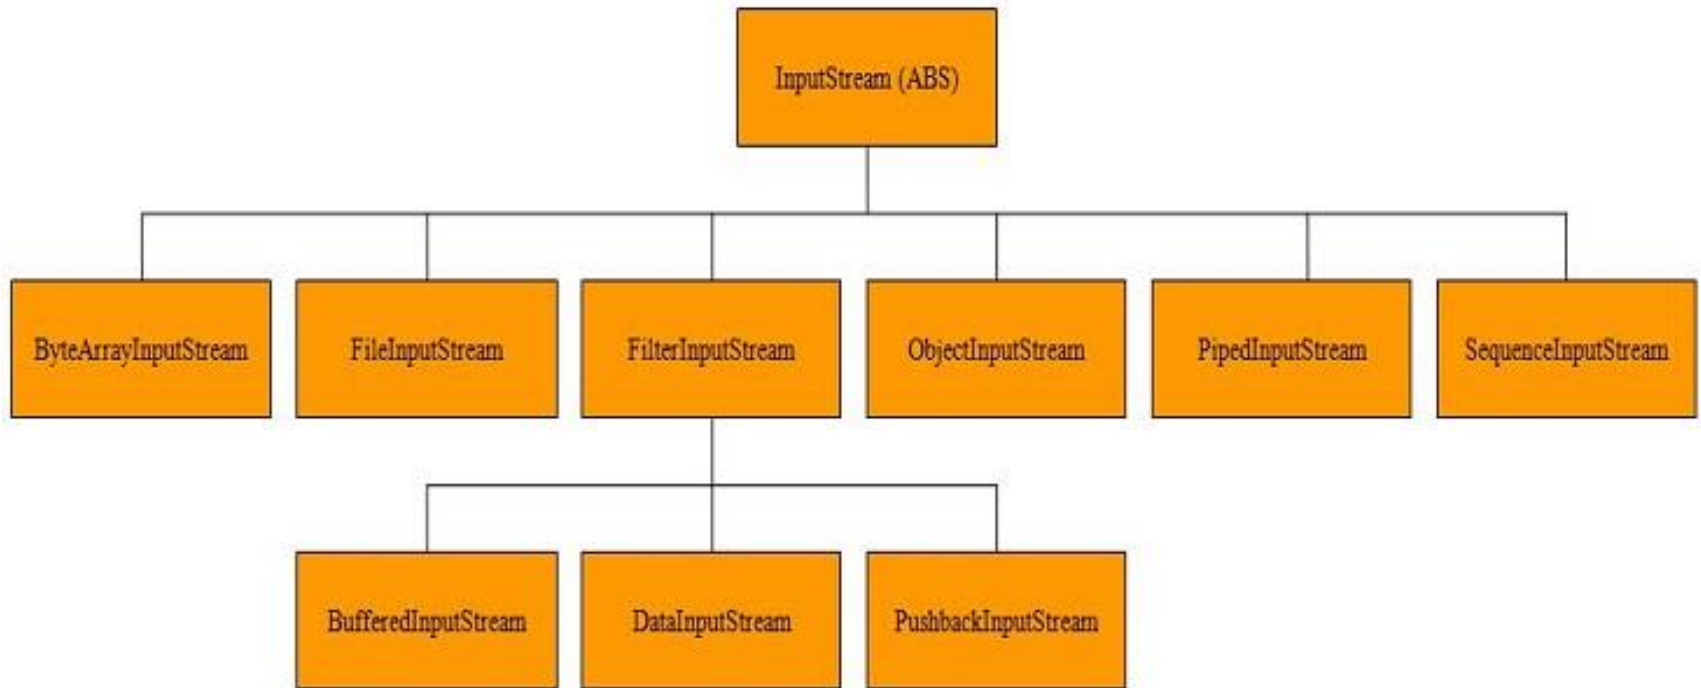 InputStream (ABS)
ByteArrayInputStream
FileInputStream
FilterInputStream
ObjectInputStream
PipedInputStream
SequenceInputStream
BufferedInputStream
DataInputStream
PushbackInputStream